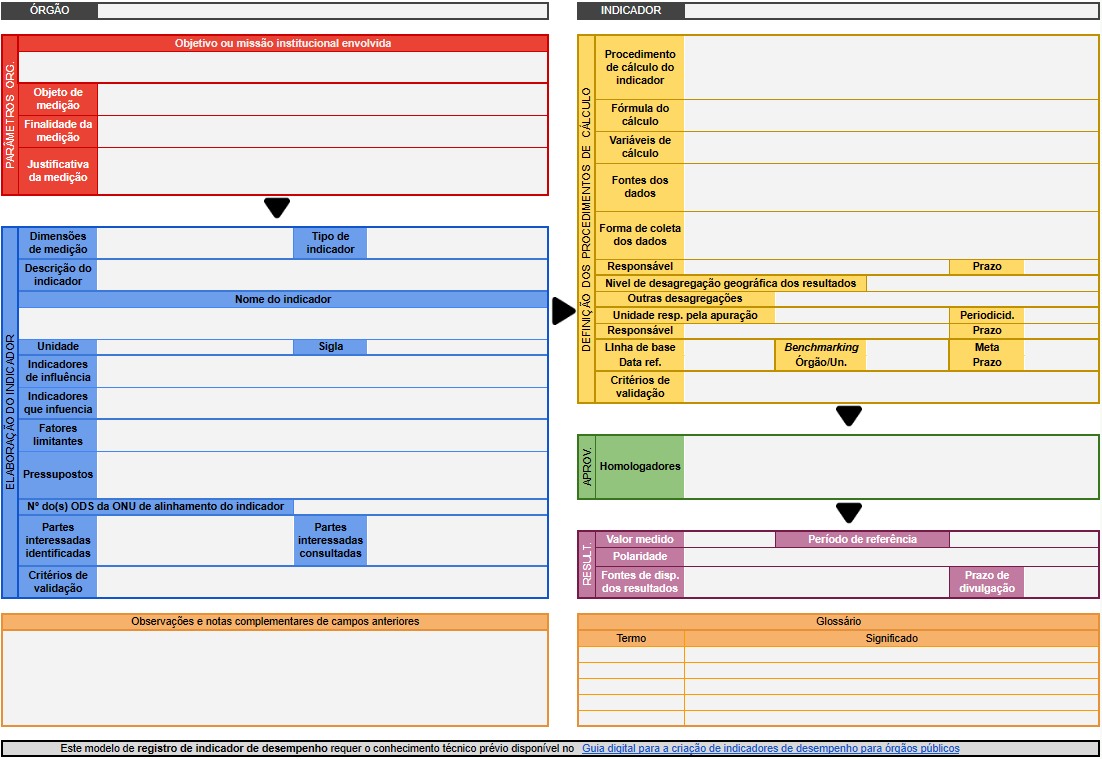 ÓRGÃO
INDICADOR
PARÂMETROS ORG.
Objetivo ou missão institucional envolvida
Objeto de
medição
Finalidade da
medição
Justificativa
da medição
ELABORAÇÃO DO INDICADOR
Dimensões
de medição
Tipo de
indicador
Descrição do
indicador
Nome do indicador
Unidade
Sigla
Indicadores
de influência
Indicadores
que infuencia
Fatores
limitantes
Pressupostos
Nº do(s) ODS da ONU de alinhamento do indicador
Partes
interessadas
identificadas
Partes
interessadas
consultadas
Critérios de
validação
DEFINIÇÃO DOS PROCEDIMENTOS DE CÁLCULO
Procedimento
de cálculo do
indicador
Fórmula do
cálculo
Variáveis de
cálculo
Fontes dos
dados
Forma de coleta
dos dados
Responsável
Prazo
Nivel de desagregação geográfica dos resultados
Outras desagregações
Unidade resp. pela apuração
Periodicid.
Responsável
Prazo
LInha de base
Benchmarking
Meta
Data ref.
Órgão/Un.
Prazo
Critérios de
validação
APROV.
Homologadores
RESULT.
Valor medido
Período de referência
Polaridade
Fontes de disp.
dos resultados
Prazo de
divulgação
Observações e notas complementares de campos anteriores
Glossário
Termo
Significado
Este modelo de registro de indicador de desempenho requer o conhecimento técnico prévio disponível no Guia digital para a criação de indicadores de desempenho para órgãos públicos